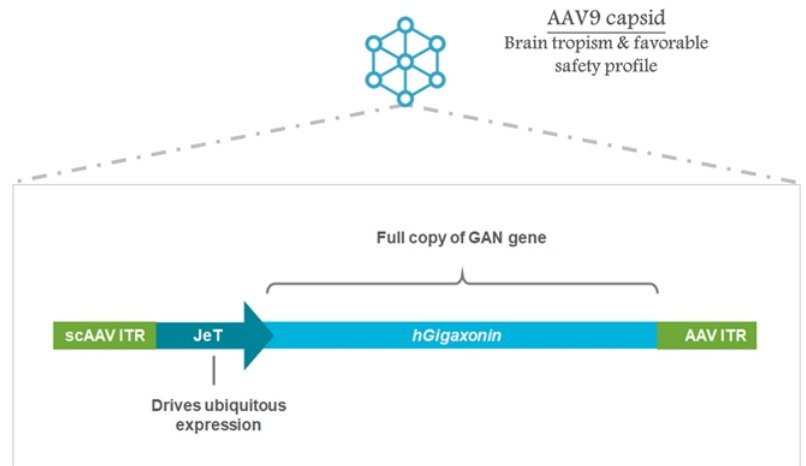 AAV9 capsid
Brain tropism & favorable
safety profile
Full copy of GAN gene
scAAV ITR
JeT
hGigaxonin
AAV ITR
Drives ubiquitous
expression